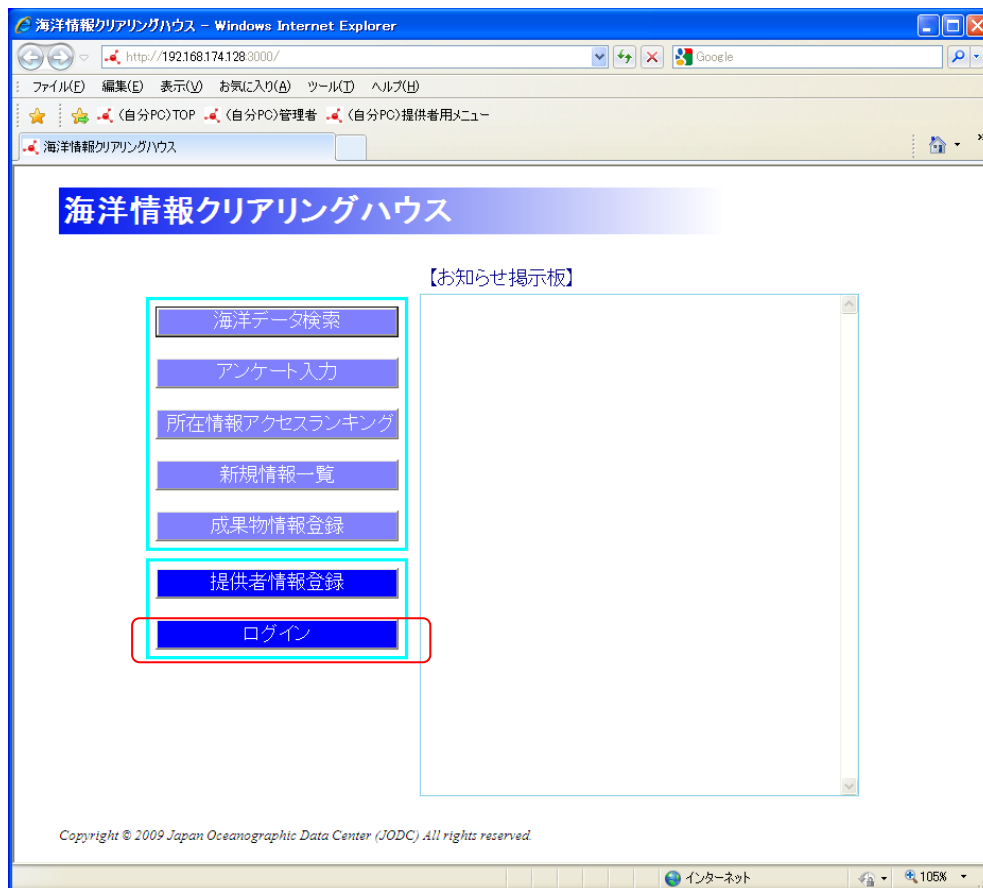 海洋情報クリアリングハウス - Windows Internet Explorer
http://192.168.174.128:3000/
Google
ファイル(F) 編集(E) 表示(V) お気に入り(A) ツール(T) ヘルプ(H)
(自分PC)TOP (自分PC)管理者 (自分PC)提供者用メニュー
海洋情報クリアリングハウス
海洋情報クリアリングハウス
【お知らせ掲示板】
海洋データ検索
アンケート入力
所在情報アクセスランキング
新規情報一覧
成果物情報登録
提供者情報登録
ログイン
Copyright © 2009 Japan Oceanographic Data Center (JODC) All rights reserved.
インターネット 105%